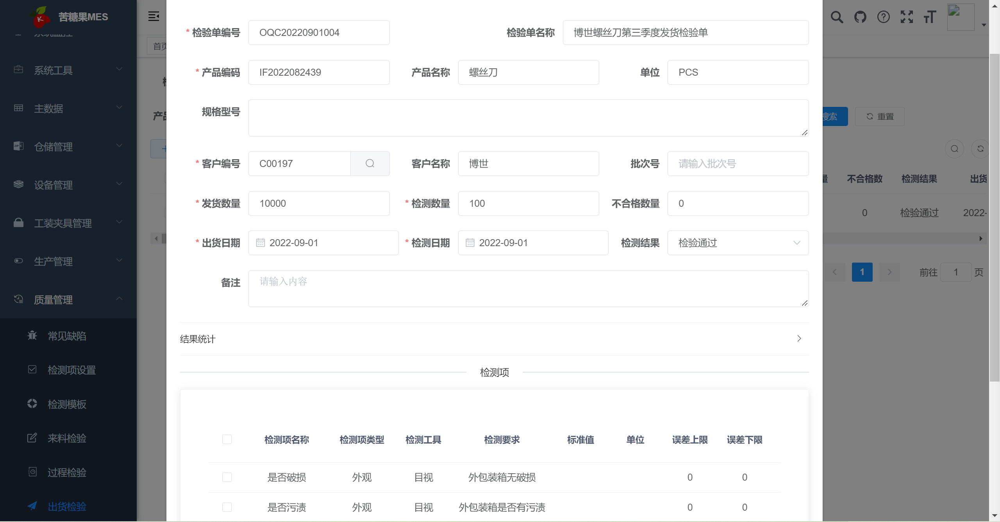 苦糖果MES
系统工具
主数据
仓储管理
设备管理
工装夹具管理
生产管理
质量管理
常见缺陷
检测项设置
检测模板
来料检验
过程检验
出货检验
首页
* 检验单编号 OQC20220901004 检验单名称 博世螺丝刀第三季度发货检验单
* 产品编码 IF2022082439 产品名称 螺丝刀 单位 PCS
规格型号
* 客户编号 C00197 客户名称 博世 批次号 请输入批次号
* 发货数量 10000 * 检测数量 100 不合格数量 0
* 出货日期 2022-09-01 * 检测日期 2022-09-01 检测结果 检验通过
备注 请输入内容
结果统计
检测项
检测项名称 检测项类型 检测工具 检测要求 标准值 单位 误差上限 误差下限
是否破损 外观 目视 外包装箱无破损 0 0
是否污渍 外观 目视 外包装箱是否有污渍 0 0
搜索 重置
量 不合格数 检测结果 出货
0 检验通过 2022-
1 前往 1 页